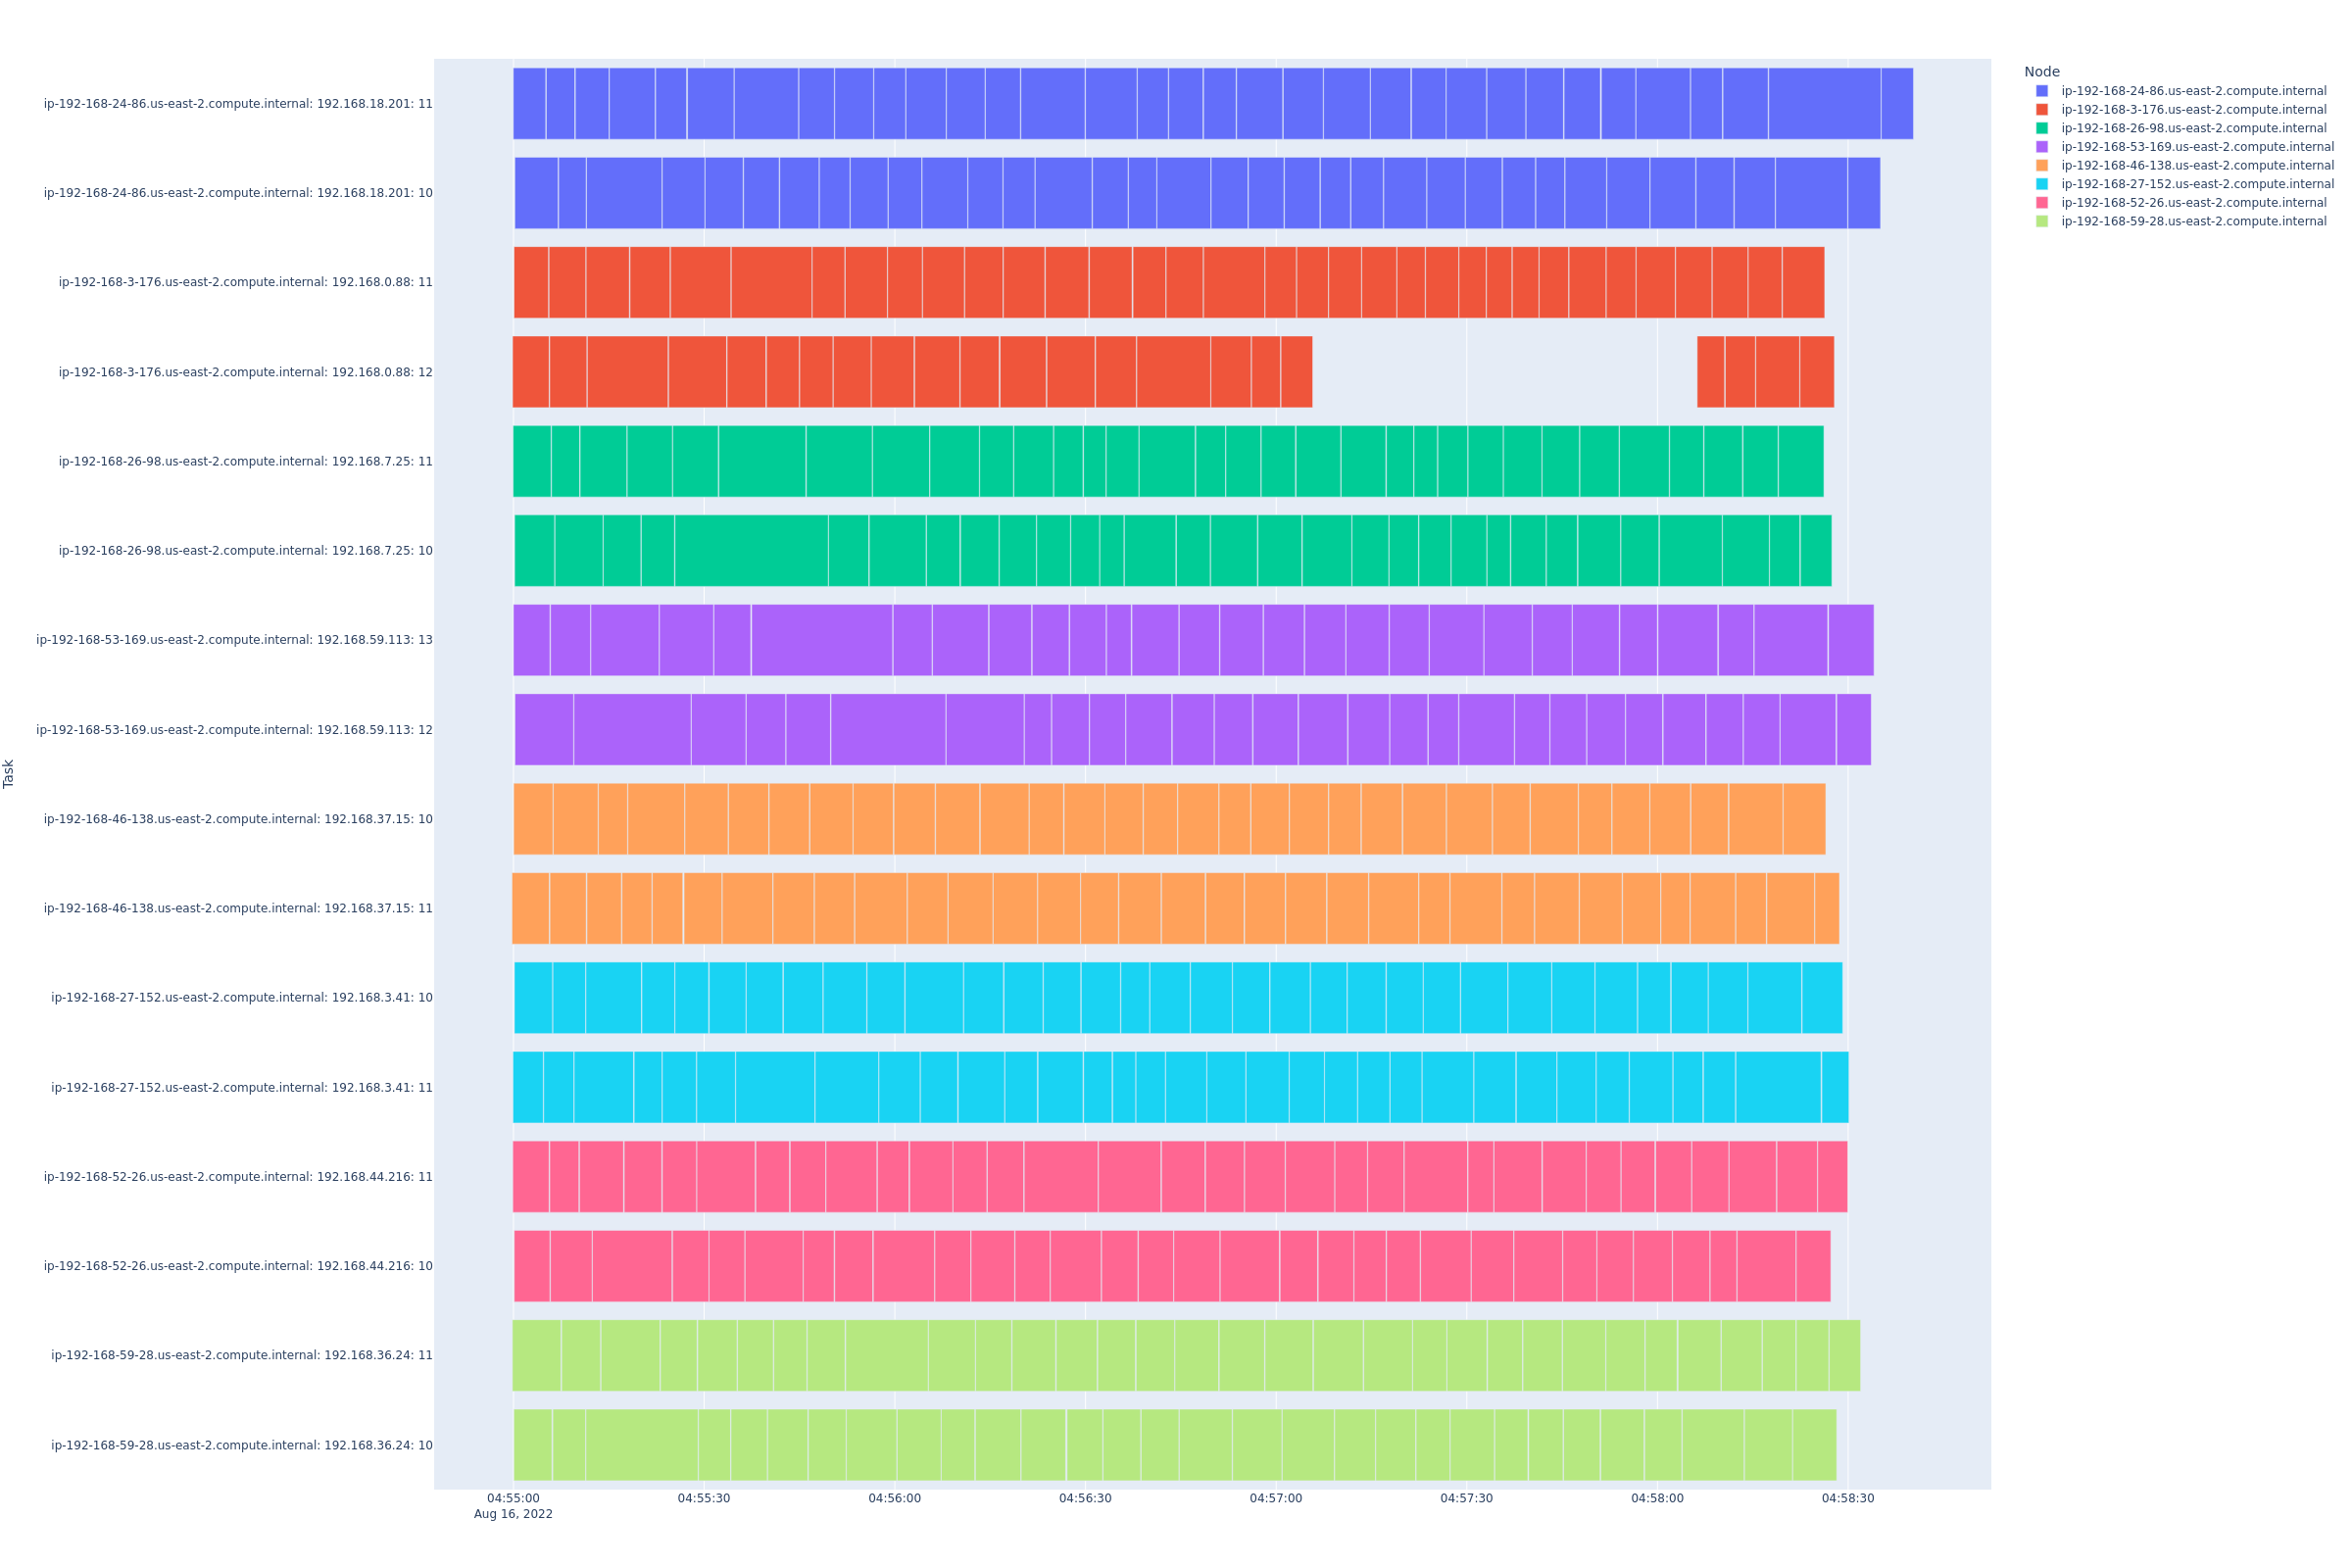 Task
ip-192-168-24-86.us-east-2.compute.internal: 192.168.18.201: 11
ip-192-168-24-86.us-east-2.compute.internal: 192.168.18.201: 10
ip-192-168-3-176.us-east-2.compute.internal: 192.168.0.88: 11
ip-192-168-3-176.us-east-2.compute.internal: 192.168.0.88: 12
ip-192-168-26-98.us-east-2.compute.internal: 192.168.7.25: 11
ip-192-168-26-98.us-east-2.compute.internal: 192.168.7.25: 10
ip-192-168-53-169.us-east-2.compute.internal: 192.168.59.113: 13
ip-192-168-53-169.us-east-2.compute.internal: 192.168.59.113: 12
ip-192-168-46-138.us-east-2.compute.internal: 192.168.37.15: 10
ip-192-168-46-138.us-east-2.compute.internal: 192.168.37.15: 11
ip-192-168-27-152.us-east-2.compute.internal: 192.168.3.41: 10
ip-192-168-27-152.us-east-2.compute.internal: 192.168.3.41: 11
ip-192-168-52-26.us-east-2.compute.internal: 192.168.44.216: 11
ip-192-168-52-26.us-east-2.compute.internal: 192.168.44.216: 10
ip-192-168-59-28.us-east-2.compute.internal: 192.168.36.24: 11
ip-192-168-59-28.us-east-2.compute.internal: 192.168.36.24: 10
04:55:00 04:55:30 04:56:00 04:56:30 04:57:00 04:57:30 04:58:00 04:58:30
Aug 16, 2022
Node
ip-192-168-24-86.us-east-2.compute.internal
ip-192-168-3-176.us-east-2.compute.internal
ip-192-168-26-98.us-east-2.compute.internal
ip-192-168-53-169.us-east-2.compute.internal
ip-192-168-46-138.us-east-2.compute.internal
ip-192-168-27-152.us-east-2.compute.internal
ip-192-168-52-26.us-east-2.compute.internal
ip-192-168-59-28.us-east-2.compute.internal